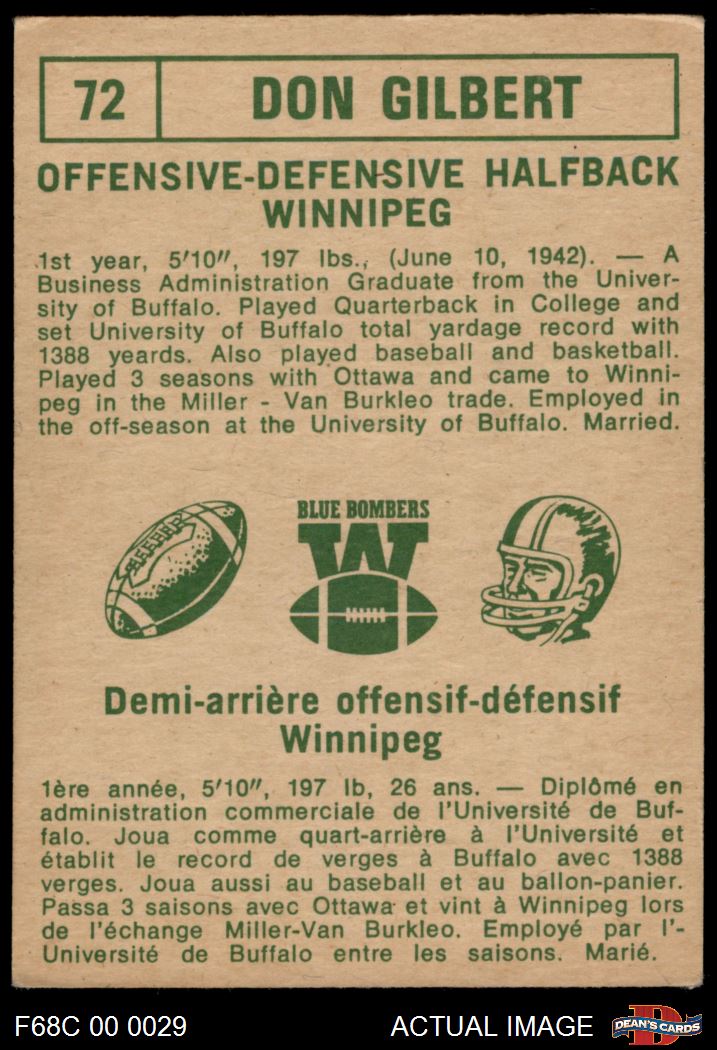 72 DON GILBERT
OFFENSIVE-DEFENSIVE HALFBACK
WINNIPEG
1st year, 5'10", 197 lbs., (June 10, 1942). — A
Business Administration Graduate from the Univer-
sity of Buffalo. Played Quarterback in College and
set University of Buffalo total yardage record with
1388 yeards. Also played baseball and basketball.
Played 3 seasons with Ottawa and came to Winni-
peg in the Miller - Van Burkleo trade. Employed in
the off-season at the University of Buffalo. Married.
BLUE BOMBERS
W
Demi-arrière offensif-défensif
Winnipeg
1ère année, 5'10", 197 lb, 26 ans. — Diplômé en
administration commerciale de l'Université de Buf-
falo. Joua comme quart-arrière à l'Université et
établit le record de verges à Buffalo avec 1388
verges. Joua aussi au baseball et au ballon-panier.
Passa 3 saisons avec Ottawa et vint à Winnipeg lors
de l'échange Miller-Van Burkleo. Employé par l'-
Université de Buffalo entre les saisons. Marié.
F68C 00 0029 ACTUAL IMAGE D DEAN'S CARDS